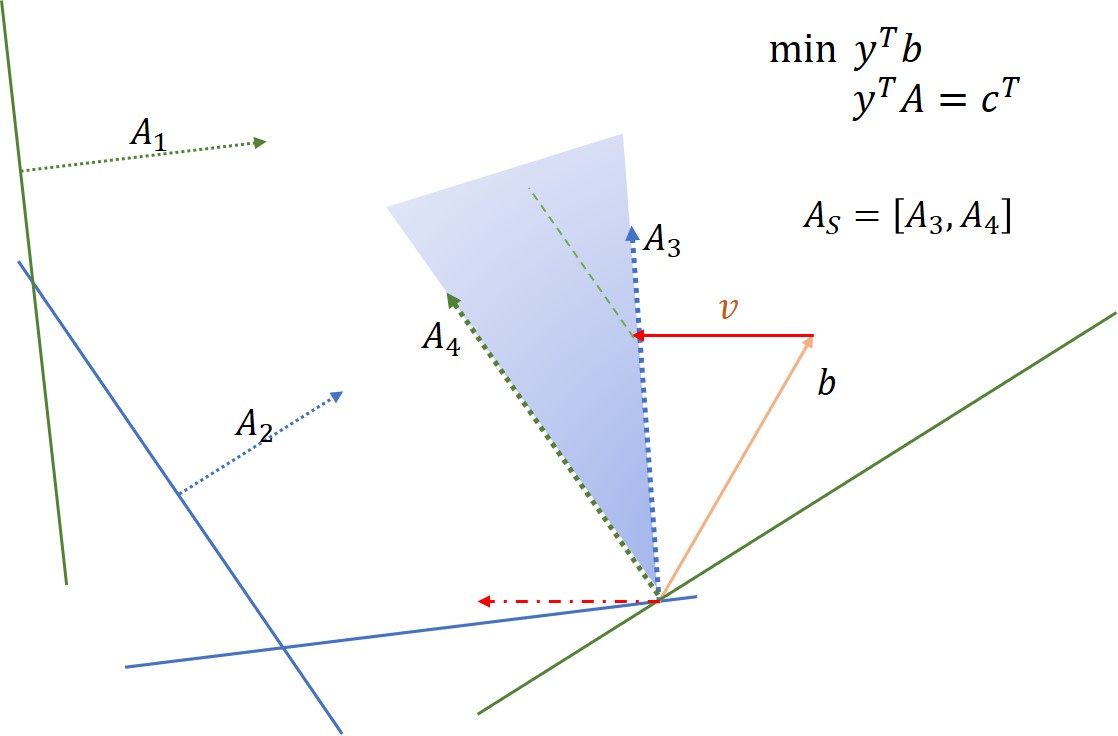 min y^T b
y^T A = c^T
A_1
A_S = [A_3, A_4]
A_3
v
A_4
b
A_2